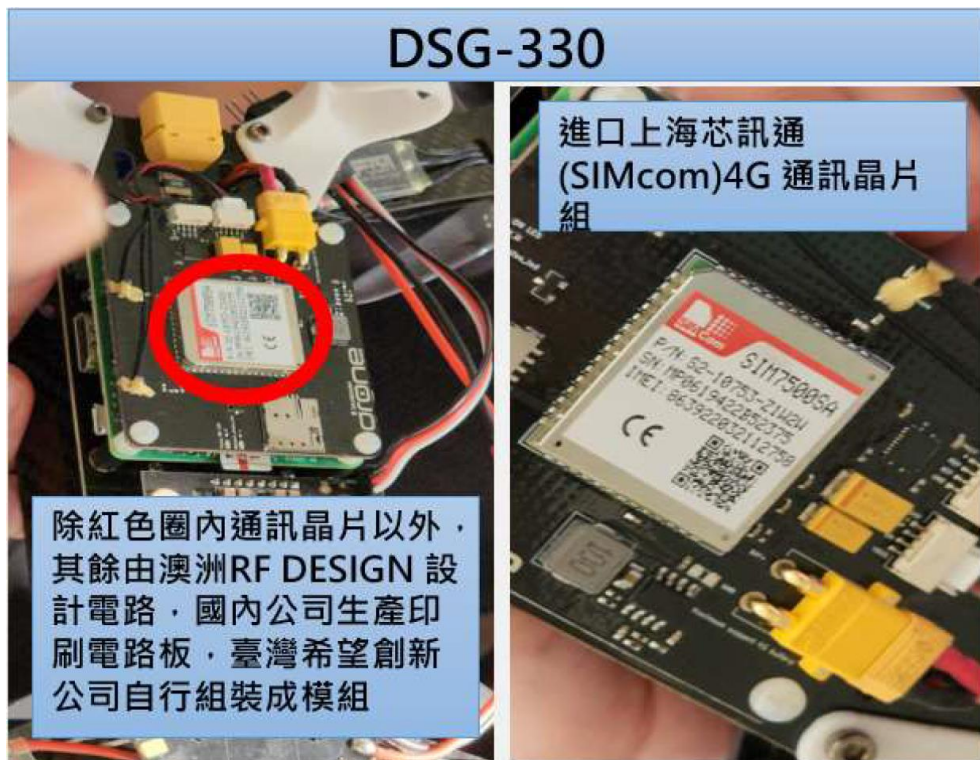 DSG-330
除紅色圈內通訊晶片以外，
其餘由澳洲RF DESIGN 設
計電路，國內公司生產印
刷電路板，臺灣希望創新
公司自行組裝成模組
drone
進口上海芯訊通
(SIMcom)4G 通訊晶片
組
SIM7500SA
P/N:S2-10753-Z1W2W
SN:MP0619422852375
IMEI:863922032112750
CE
100